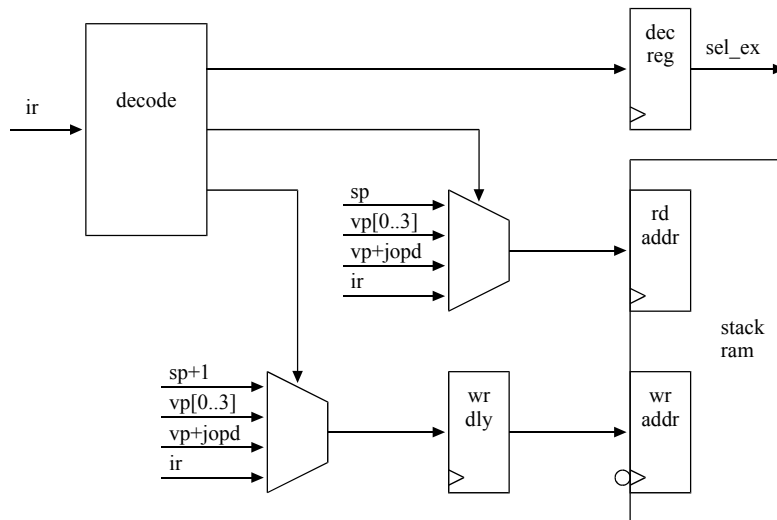 dec
reg
sel_ex
ir
decode
sp
vp[0..3]
vp+jopd
ir
rd
addr
stack
ram
sp+1
vp[0..3]
vp+jopd
ir
wr
dly
wr
addr